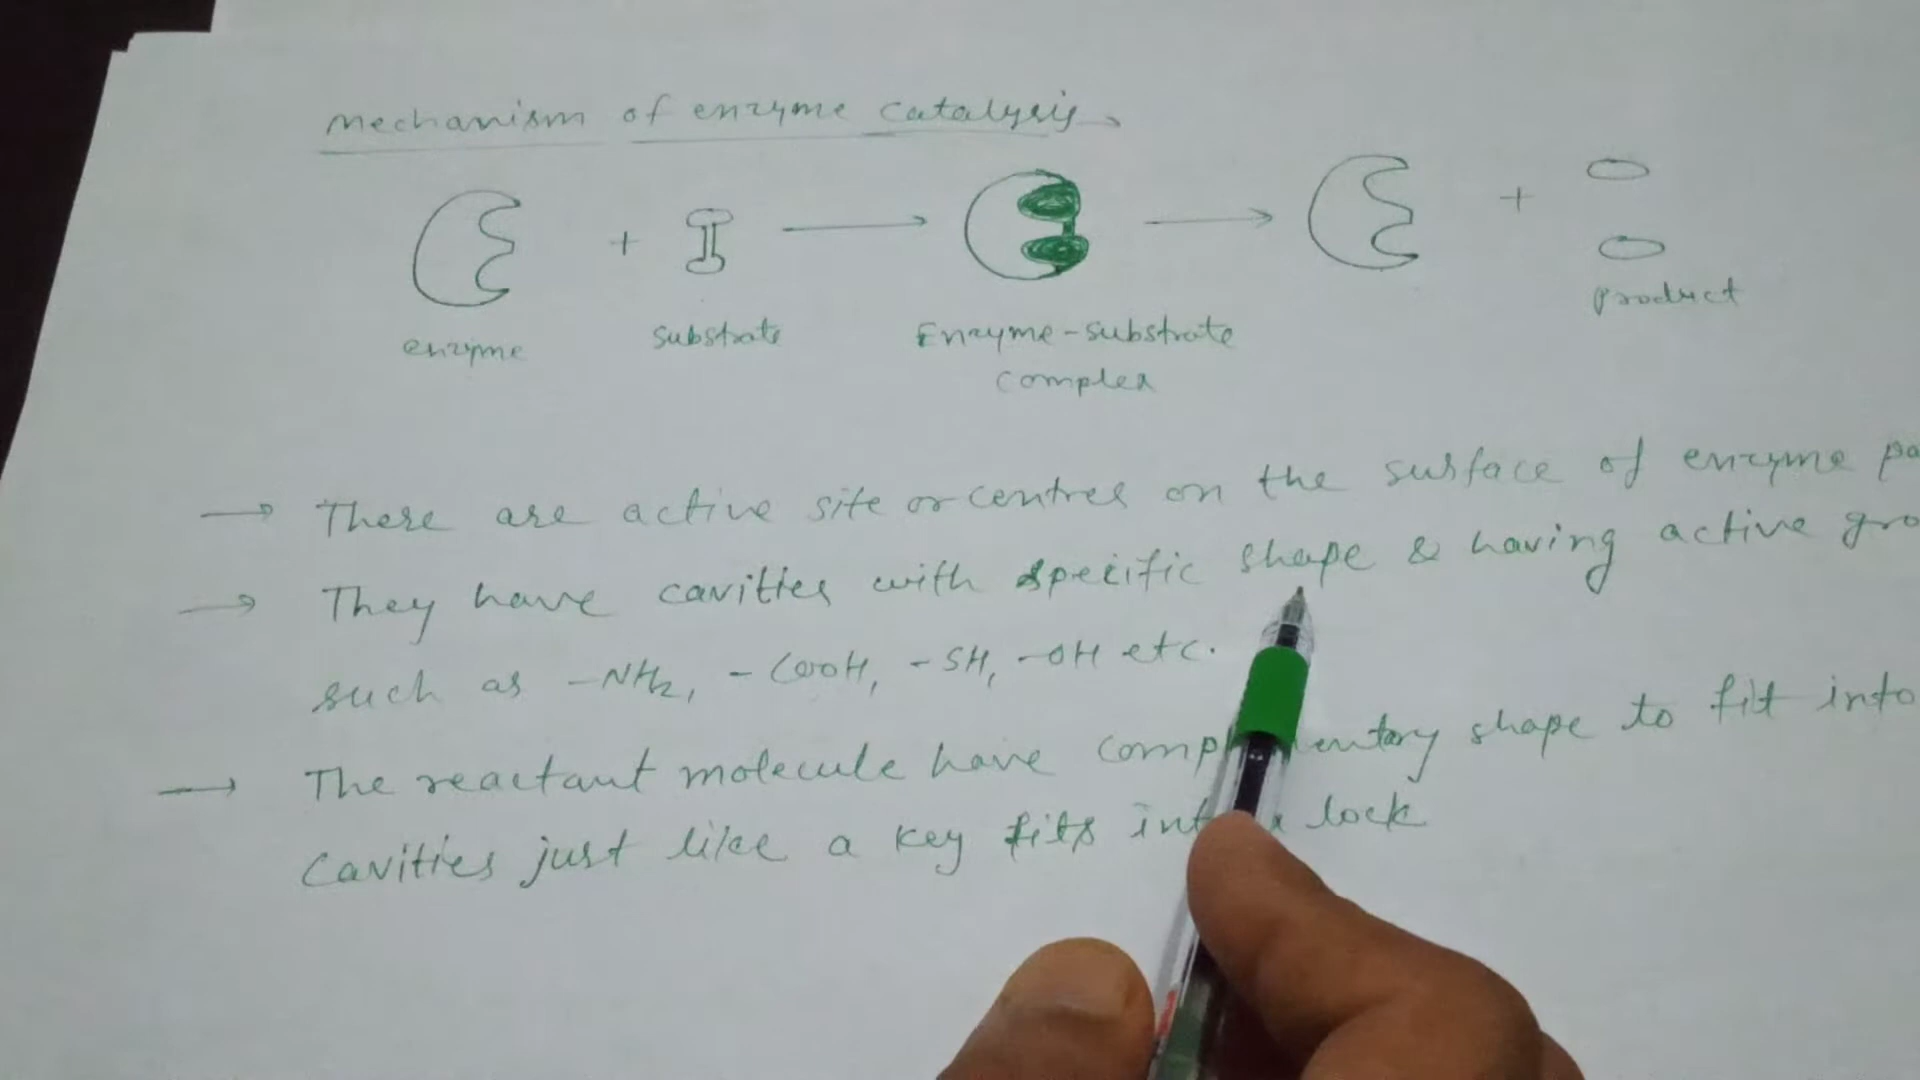 mechanism of enzyme catalysis
+ +
enzyme substrate Enzyme-substrate complex product
→ There are active site or centres on the surface of enzyme pa
→ They have cavities with specific shape & having active gro
such as -NH2, -COOH, -SH, -OH etc.
→ The reactant molecule have shape to fit into
cavities just like a key fits lock